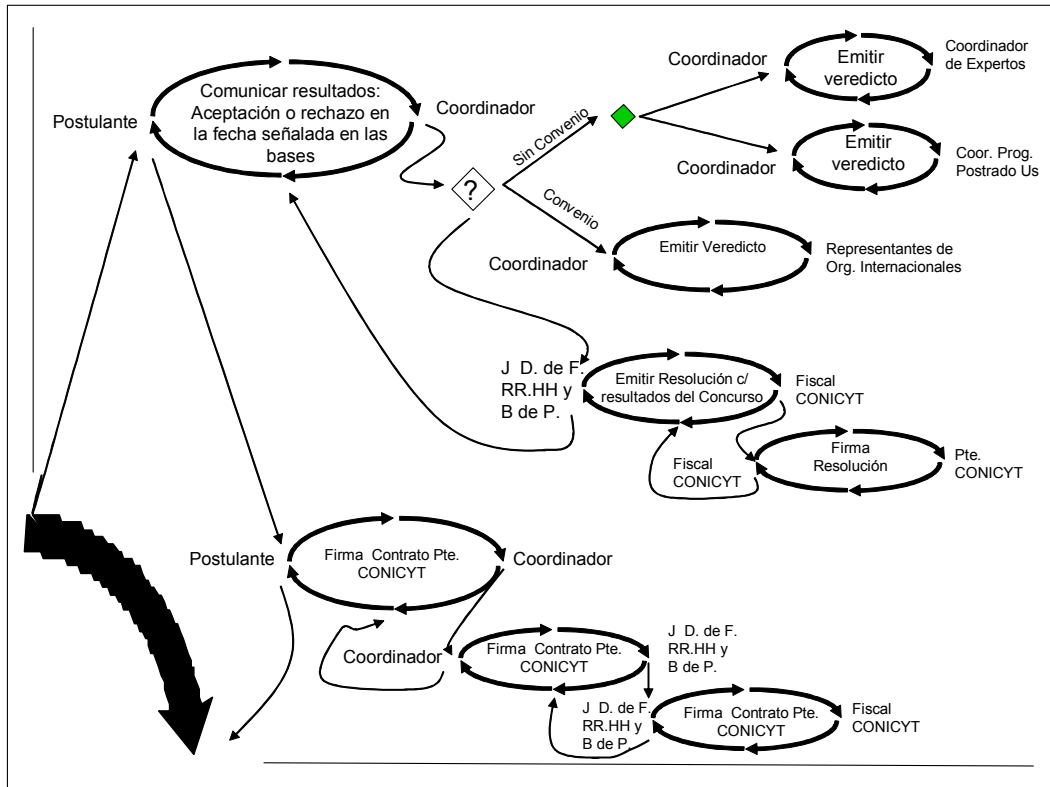 Emitir
veredicto
Coordinador
Coordinador
de Expertos
Comunicar resultados:
Aceptación o rechazo en
la fecha señalada en las
bases
Postulante
Coordinador
Sin Convenio
Emitir
veredicto
Coordinador
Coor. Prog.
Postrado Us
?
Convenio
Emitir Veredicto
Coordinador
Representantes de
Org. Internacionales
J D. de F.
RR.HH y
B de P.
Emitir Resolución c/
resultados del Concurso
Fiscal
CONICYT
Fiscal
CONICYT
Firma
Resolución
Pte.
CONICYT
Postulante
Firma Contrato Pte.
CONICYT
Coordinador
Coordinador
Firma Contrato Pte.
CONICYT
J D. de F.
RR.HH y
B de P.
J D. de F.
RR.HH y
B de P.
Firma Contrato Pte.
CONICYT
Fiscal
CONICYT